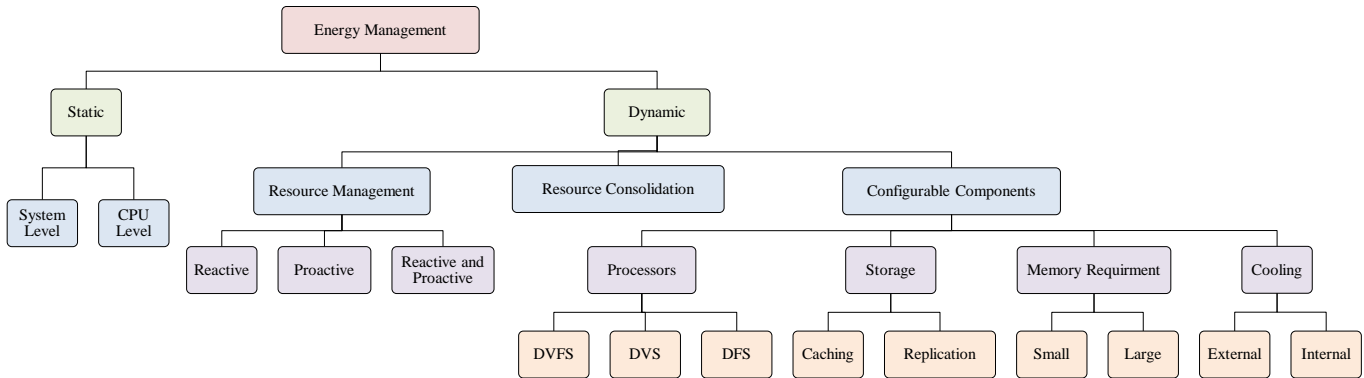 Energy Management
Static
Dynamic
Resource Management
Resource Consolidation
Configurable Components
System
Level
CPU
Level
Reactive
Proactive
Reactive and
Proactive
Processors
Storage
Memory Requirment
Cooling
DVFS
DVS
DFS
Caching
Replication
Small
Large
External
Internal